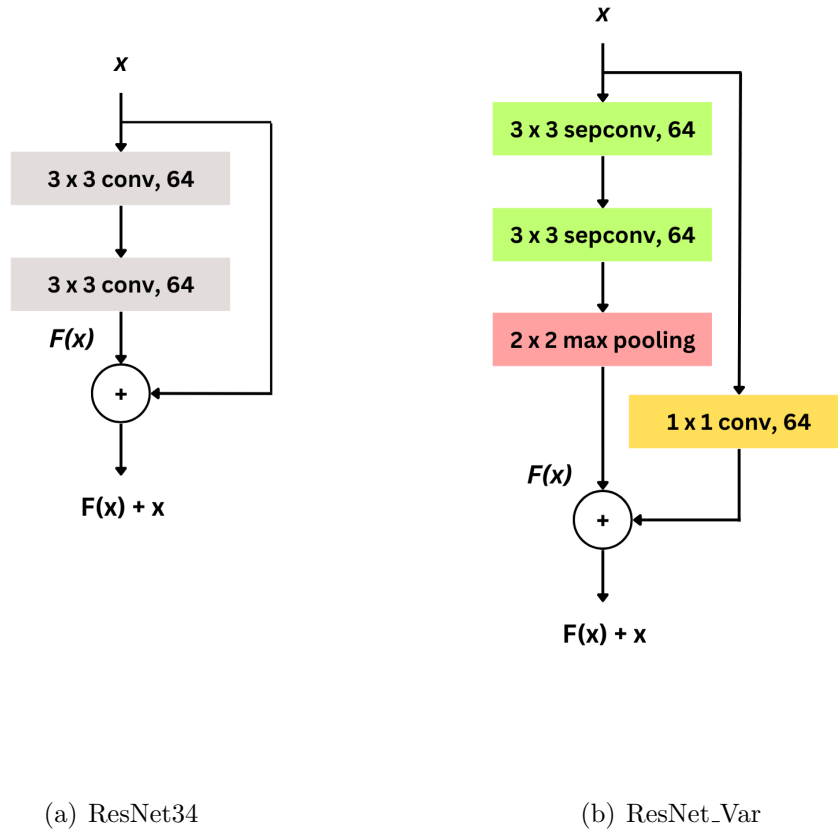 x
3 x 3 conv, 64
3 x 3 conv, 64
F(x)
+
F(x) + x
(a) ResNet34
x
3 x 3 sepconv, 64
3 x 3 sepconv, 64
2 x 2 max pooling
1 x 1 conv, 64
F(x)
+
F(x) + x
(b) ResNet_Var